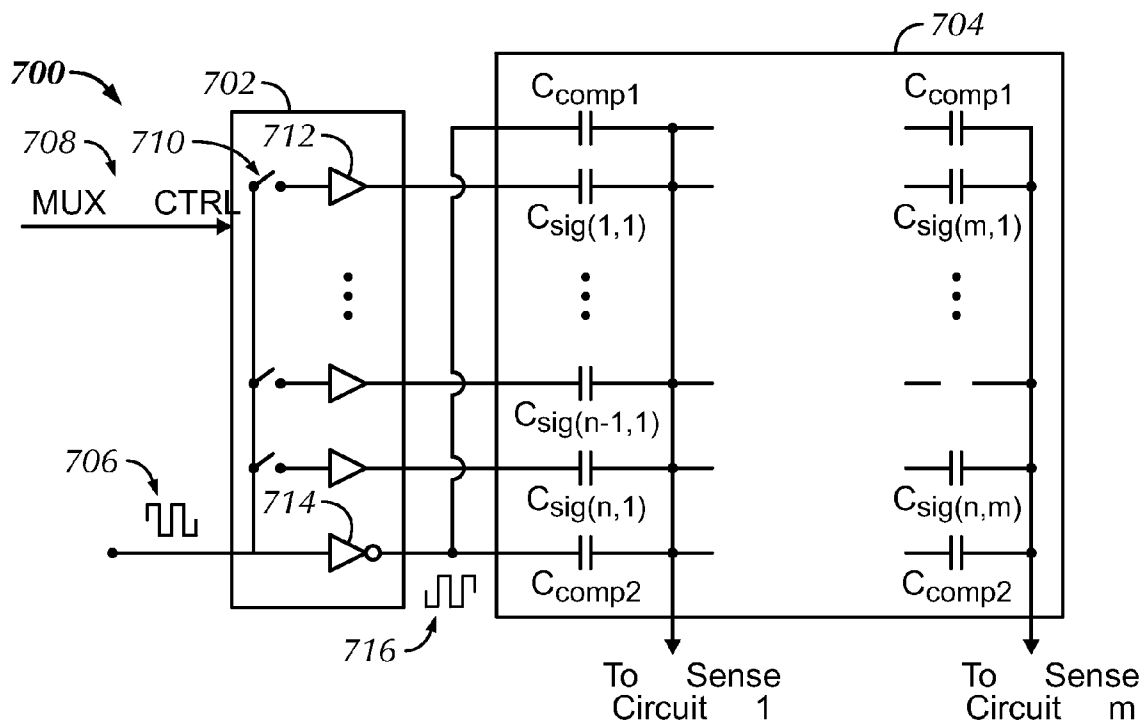 704
700
702
708
710
712
MUX CTRL
Ccomp1
Ccomp1
Csig(1,1)
Csig(m,1)
Csig(n-1,1)
706
714
Csig(n,1)
Csig(n,m)
Ccomp2
Ccomp2
716
To Sense
Circuit 1
To Sense
Circuit m